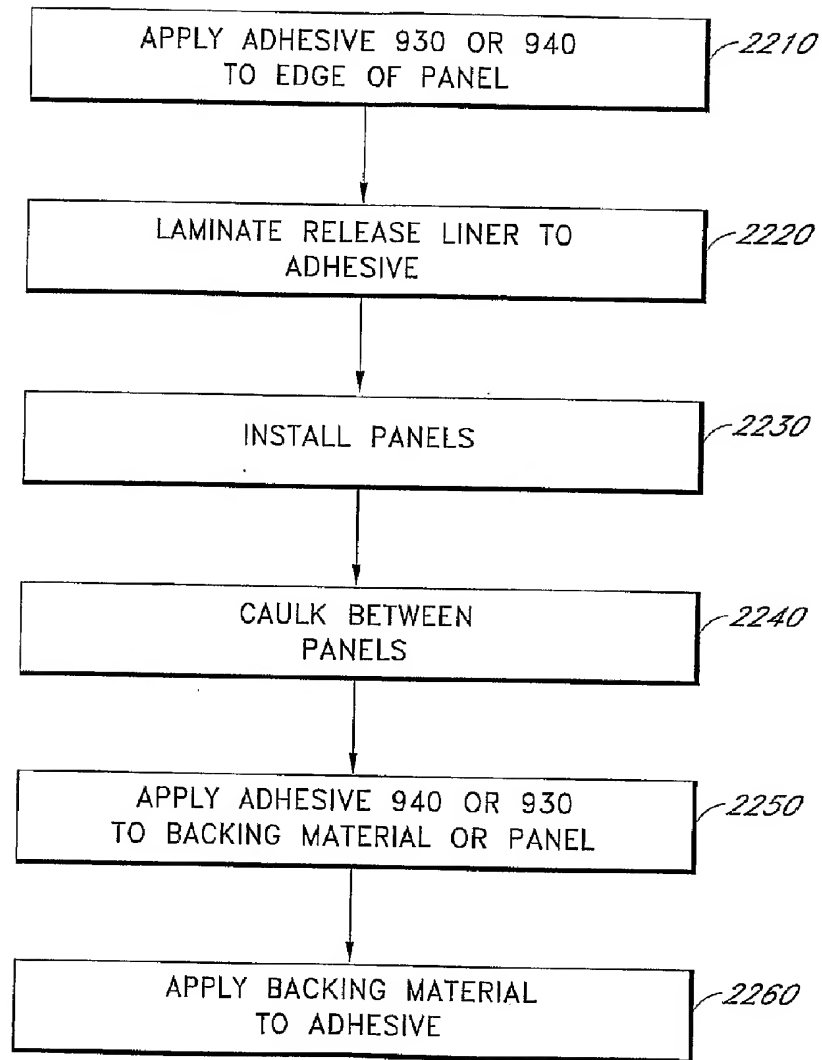 APPLY ADHESIVE 930 OR 940
TO EDGE OF PANEL
2210
LAMINATE RELEASE LINER TO
ADHESIVE
2220
INSTALL PANELS
2230
CAULK BETWEEN
PANELS
2240
APPLY ADHESIVE 940 OR 930
TO BACKING MATERIAL OR PANEL
2250
APPLY BACKING MATERIAL
TO ADHESIVE
2260